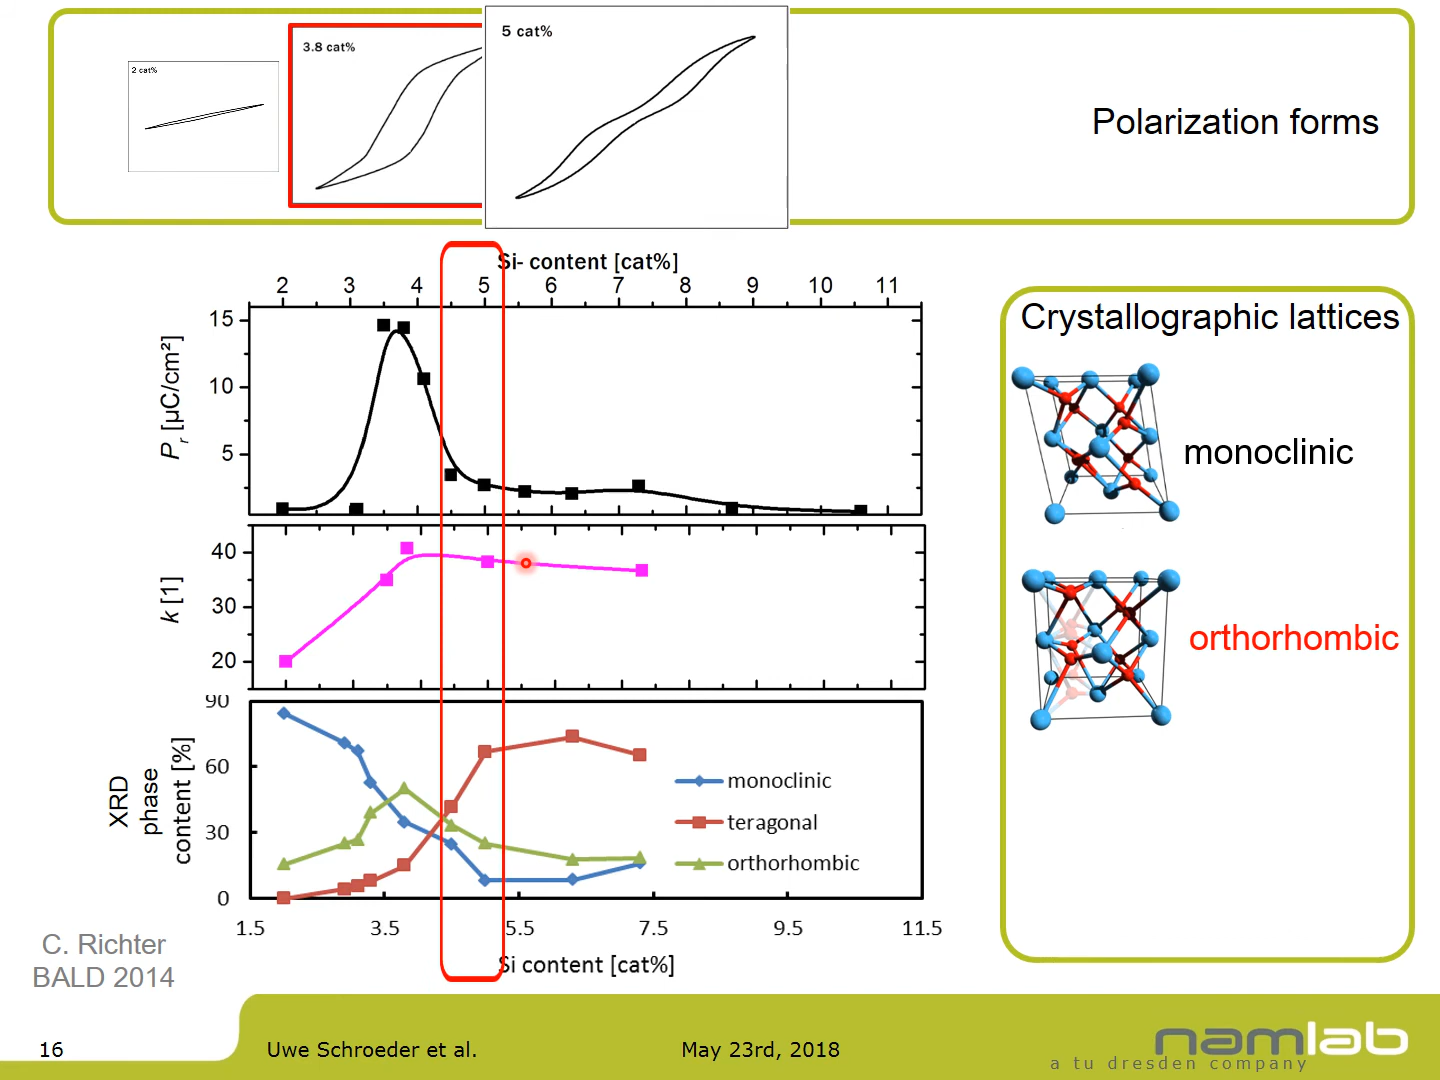 2 cat%
3.8 cat%
5 cat%
Polarization forms
Si- content [cat%]
2 3 4 5 6 7 8 9 10 11
15
10
5
Pr [µC/cm²]
40
30
20
k [1]
90
60
30
0
XRD
phase
content [%]
monoclinic
teragonal
orthorhombic
1.5 3.5 5.5 7.5 9.5 11.5
Si content [cat%]
Crystallographic lattices
monoclinic
orthorhombic
C. Richter
BALD 2014
16 Uwe Schroeder et al. May 23rd, 2018
namlab
a tu dresden company